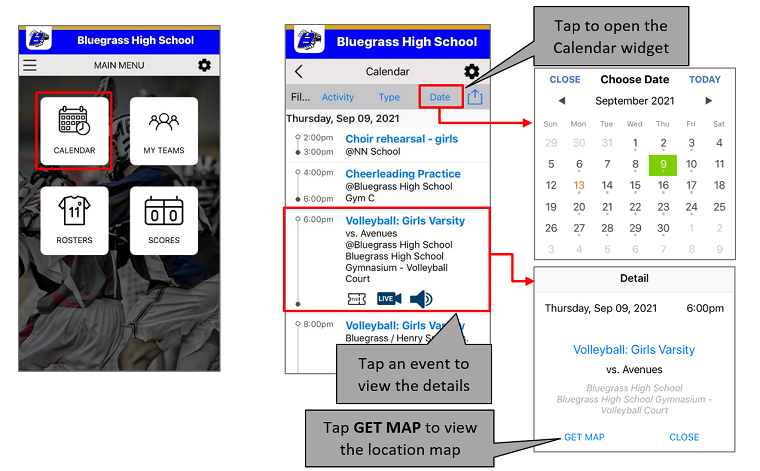 Bluegrass High School
MAIN MENU
CALENDAR
MY TEAMS
11
ROSTERS
0 0
SCORES
Bluegrass High School
Calendar
Fil... Activity Type Date
Thursday, Sep 09, 2021
2:00pm Choir rehearsal - girls
3:00pm @NN School
4:00pm Cheerleading Practice
@Bluegrass High School
6:00pm Gym C
6:00pm Volleyball: Girls Varsity
vs. Avenues
@Bluegrass High School
Bluegrass High School
Gymnasium - Volleyball
Court
LIVE
8:00pm Volleyball: Girls
Bluegrass / Henry
Tap to open the
Calendar widget
CLOSE Choose Date TODAY
September 2021
Sun Mon Tue Wed Thu Fri Sat
29 30 31 1 2 3 4
5 6 7 8 9 10 11
12 13 14 15 16 17 18
19 20 21 22 23 24 25
26 27 28 29 30 1 2
3 4 5 6 7 8 9
Detail
Thursday, Sep 09, 2021 6:00pm
Volleyball: Girls Varsity
vs. Avenues
Bluegrass High School
Bluegrass High School Gymnasium -
Volleyball Court
GET MAP CLOSE
Tap an event to
view the details
Tap GET MAP to view
the location map